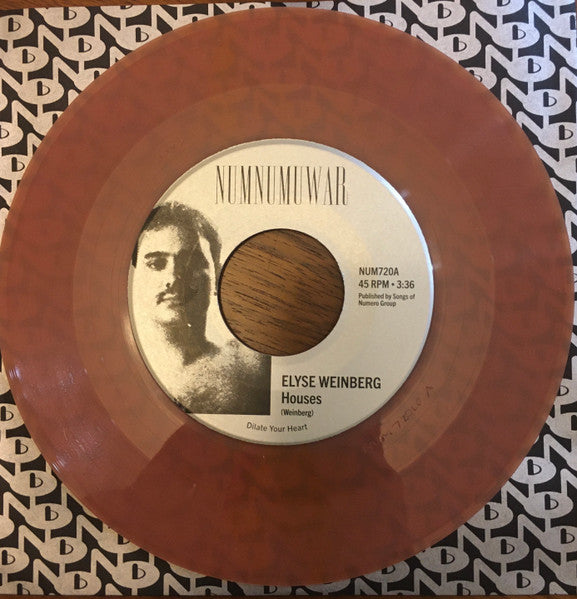 NUMNUMUWAR
NUM720A
45 RPM • 3:36
Published by Songs of
Numero Group
ELYSE WEINBERG
Houses
(Weinberg)
Dilate Your Heart